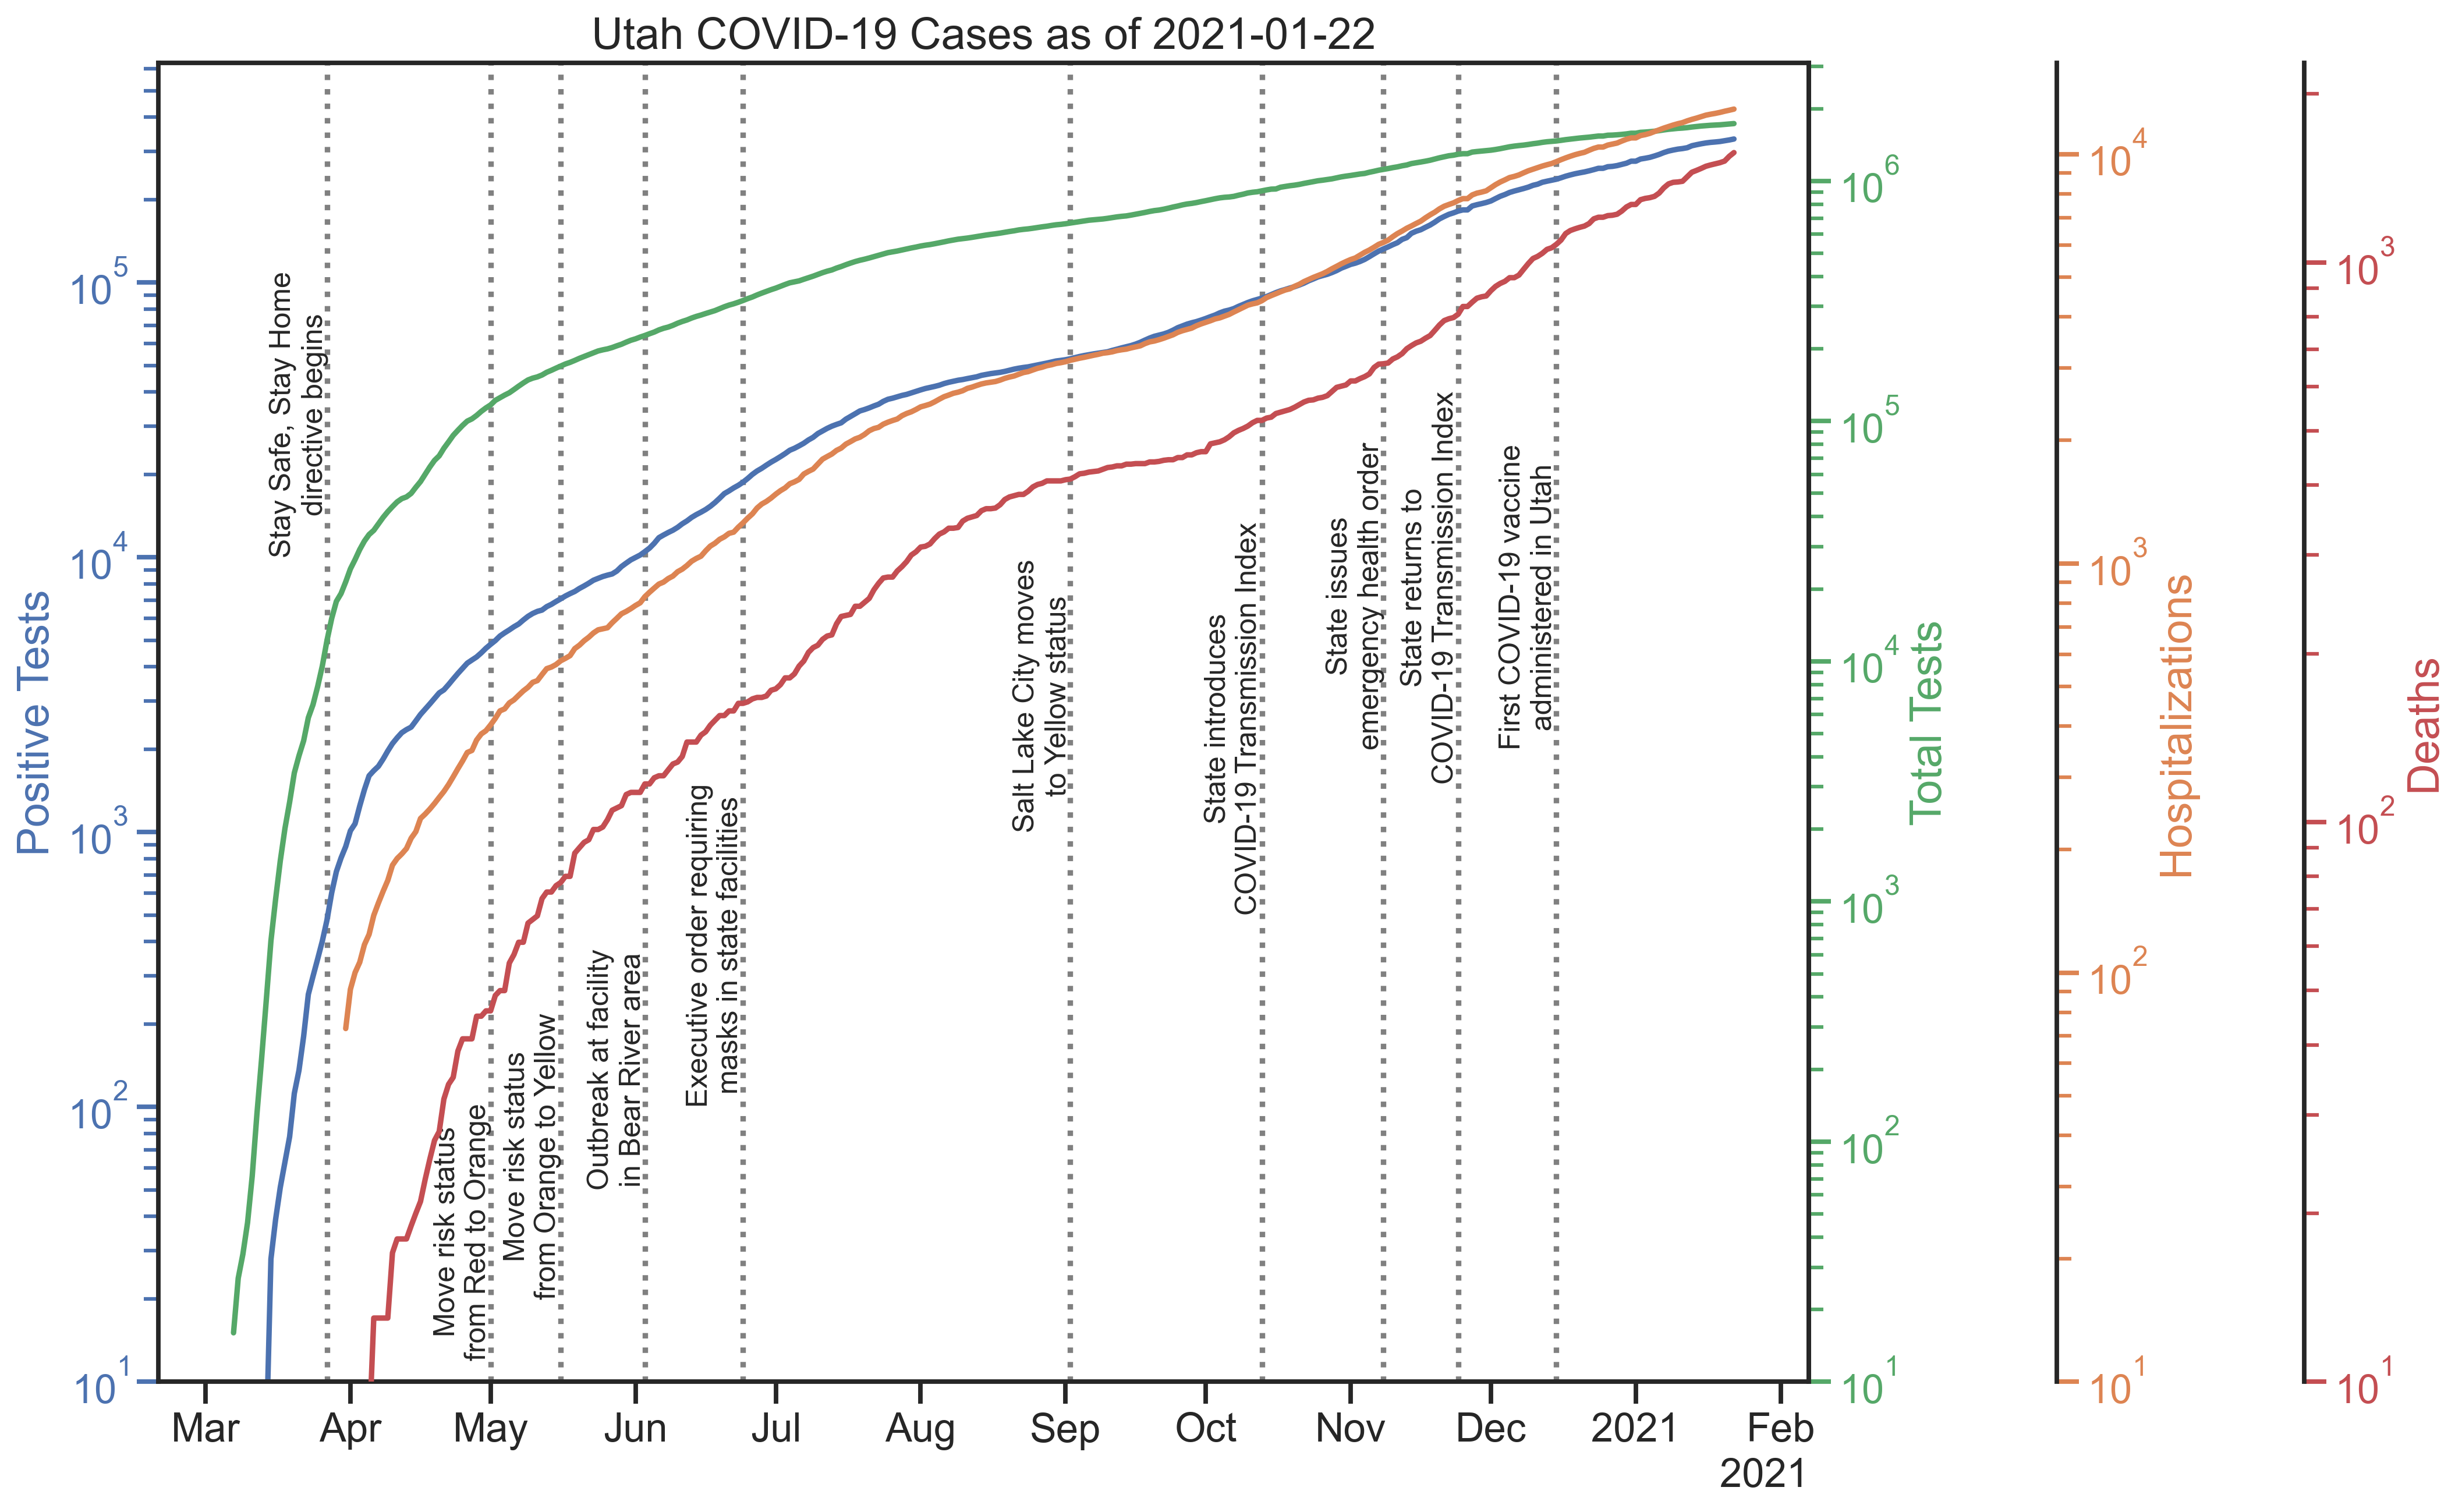 Utah COVID-19 Cases as of 2021-01-22
Positive Tests
10^5
10^4
10^3
10^2
10^1
Stay Safe, Stay Home
directive begins
Move risk status
from Red to Orange
Move risk status
from Orange to Yellow
Outbreak at facility
in Bear River area
Executive order requiring
masks in state facilities
Salt Lake City moves
to Yellow status
State introduces
COVID-19 Transmission Index
State issues
emergency health order
State returns to
COVID-19 Transmission Index
First COVID-19 vaccine
administered in Utah
Mar Apr May Jun Jul Aug Sep Oct Nov Dec 2021 Feb
2021
10^6
10^5
10^4
10^3
10^2
10^1
Total Tests
10^4
10^3
10^2
10^1
Hospitalizations
10^3
10^2
10^1
Deaths